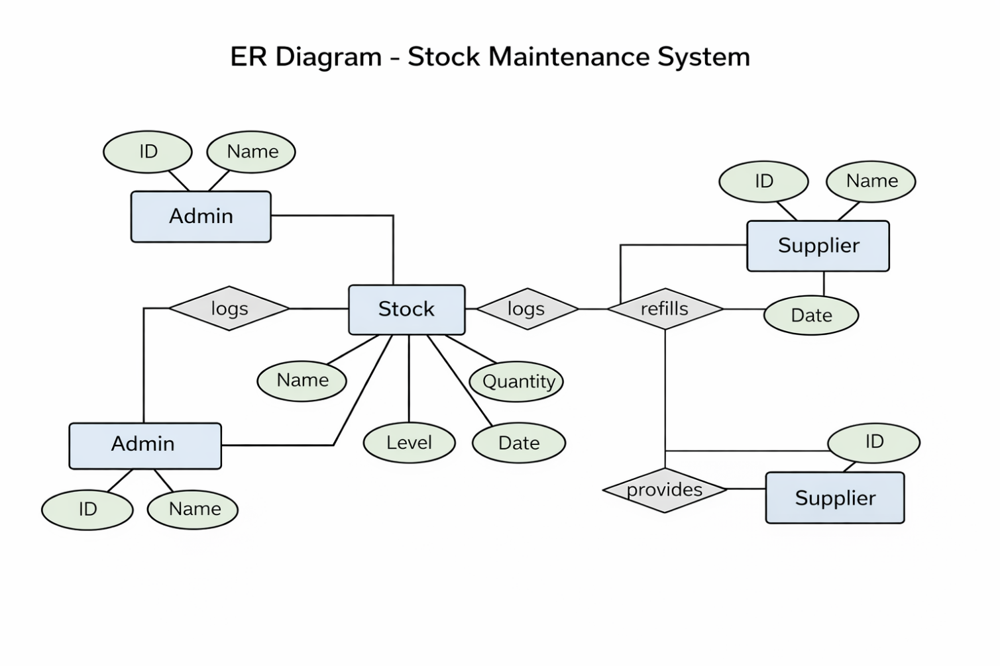 ER Diagram - Stock Maintenance System
ID
Name
Admin
ID
Name
Supplier
logs
Stock
logs
refills
Date
Name
Quantity
Level
Date
Admin
ID
Name
ID
provides
Supplier